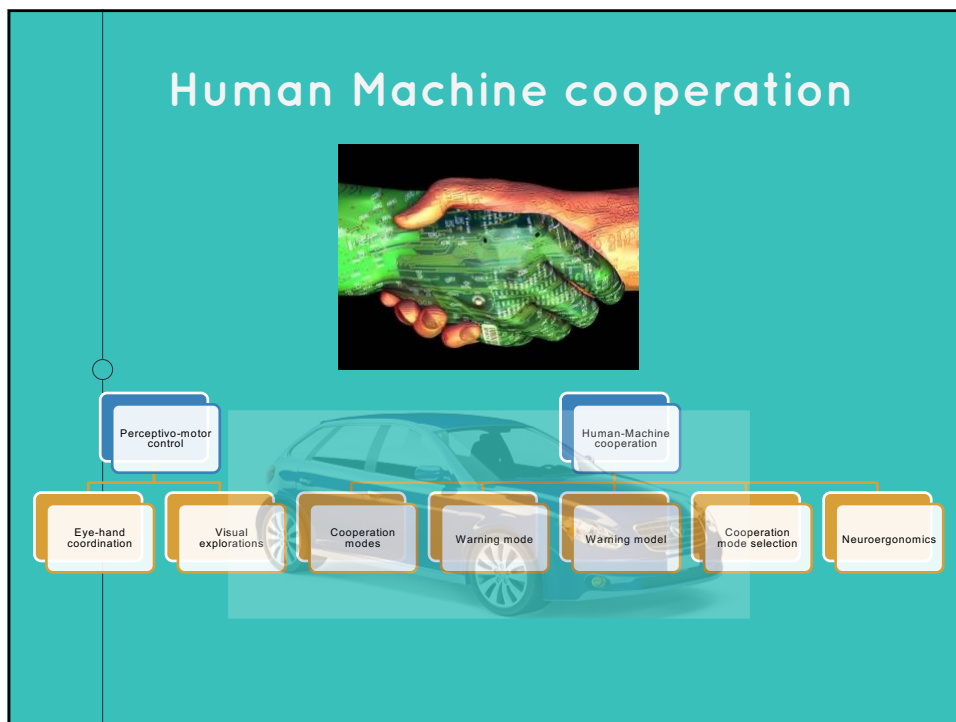 Human Machine cooperation
Perceptivo-motor
control
Human-Machine
cooperation
Eye-hand
coordination
Visual
explorations
Cooperation
modes
Warning mode
Warning model
Cooperation
mode selection
Neuroergonomics